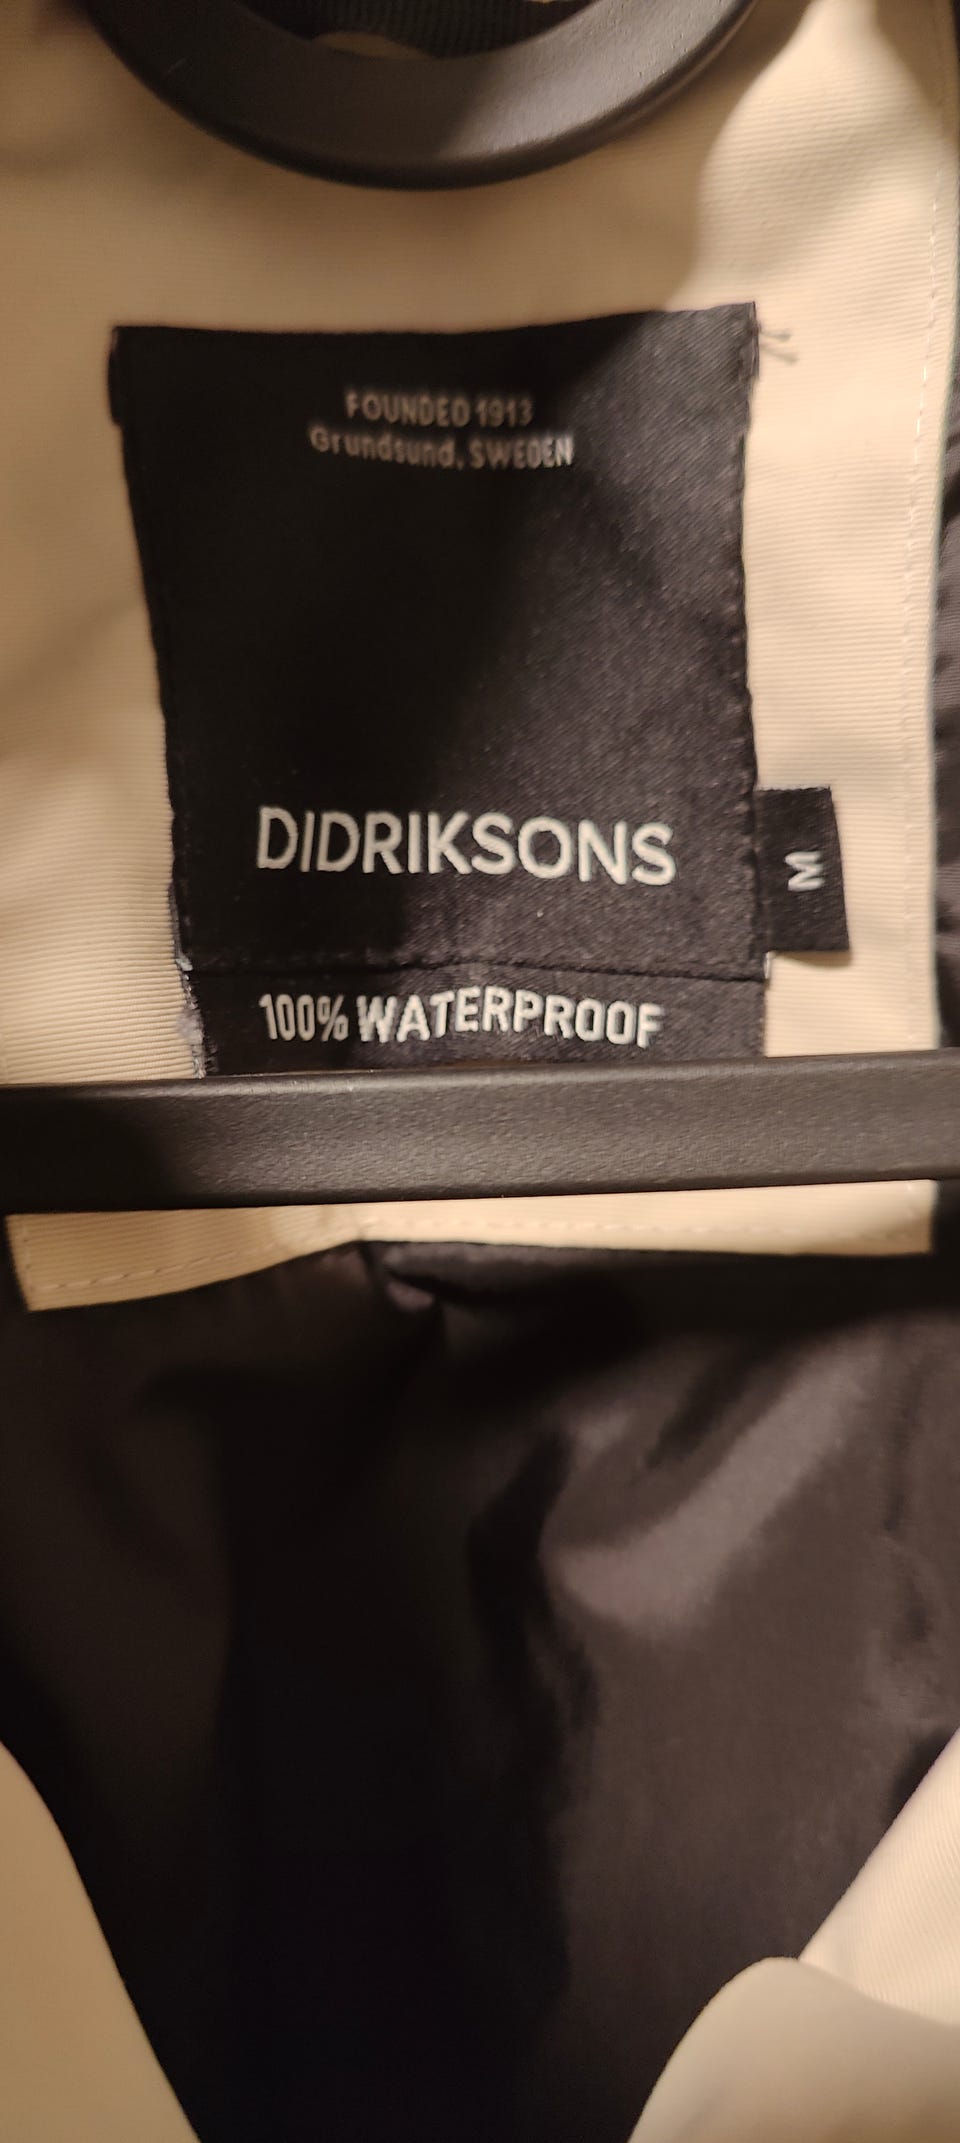 FOUNDED 1913
Grundsund, SWEDEN
DIDRIKSONS
M
100% WATERPROOF